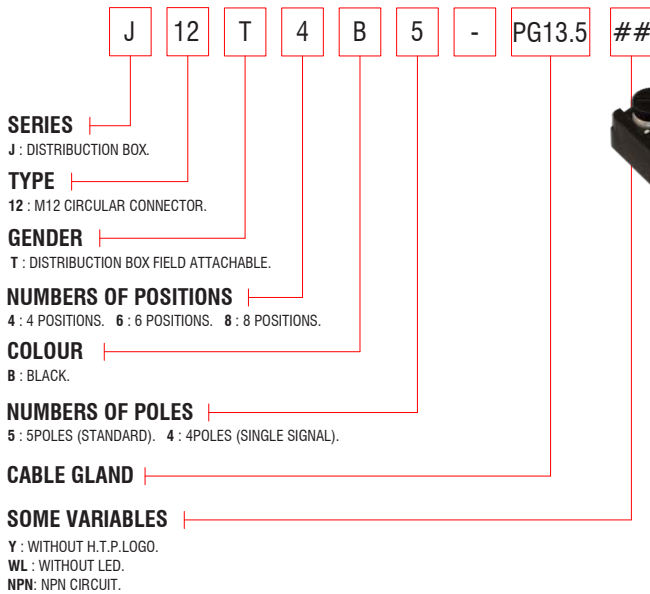 J 12 T 4 B 5 - PG13.5 ##
SERIES
J : DISTRIBUCTION BOX.
TYPE
12 : M12 CIRCULAR CONNECTOR.
GENDER
T : DISTRIBUCTION BOX FIELD ATTACHABLE.
NUMBERS OF POSITIONS
4 : 4 POSITIONS. 6 : 6 POSITIONS. 8 : 8 POSITIONS.
COLOUR
B : BLACK.
NUMBERS OF POLES
5 : 5POLES (STANDARD). 4 : 4POLES (SINGLE SIGNAL).
CABLE GLAND
SOME VARIABLES
Y : WITHOUT H.T.P.LOGO.
WL : WITHOUT LED.
NPN: NPN CIRCUIT.